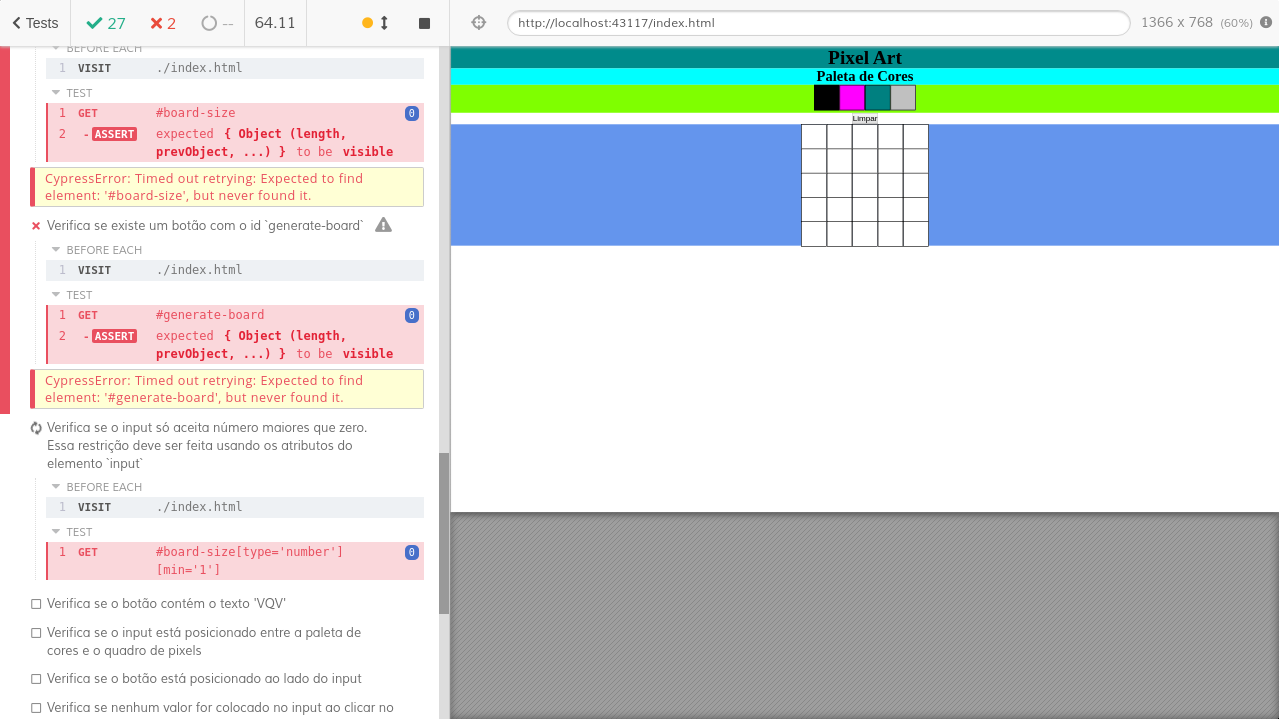 Tests 27 2 -- 64.11 http://localhost:43117/index.html 1366 x 768 (60%)
BEFORE EACH
1 VISIT ./index.html
TEST
1 GET #board-size 0
2 -ASSERT expected { Object (length,
prevObject, ...) } to be visible
CypressError: Timed out retrying: Expected to find
element: '#board-size', but never found it.
Verifica se existe um botão com o id `generate-board`
BEFORE EACH
1 VISIT ./index.html
TEST
1 GET #generate-board 0
2 -ASSERT expected { Object (length,
prevObject, ...) } to be visible
CypressError: Timed out retrying: Expected to find
element: '#generate-board', but never found it.
Verifica se o input só aceita número maiores que zero.
Essa restrição deve ser feita usando os atributos do
elemento `input`
BEFORE EACH
1 VISIT ./index.html
TEST
1 GET #board-size[type='number'] 0
[min='1']
Verifica se o botão contém o texto 'VQV'
Verifica se o input está posicionado entre a paleta de
cores e o quadro de pixels
Verifica se o botão está posicionado ao lado do input
Verifica se nenhum valor for colocado no input ao clicar no
Pixel Art
Paleta de Cores
Limpar